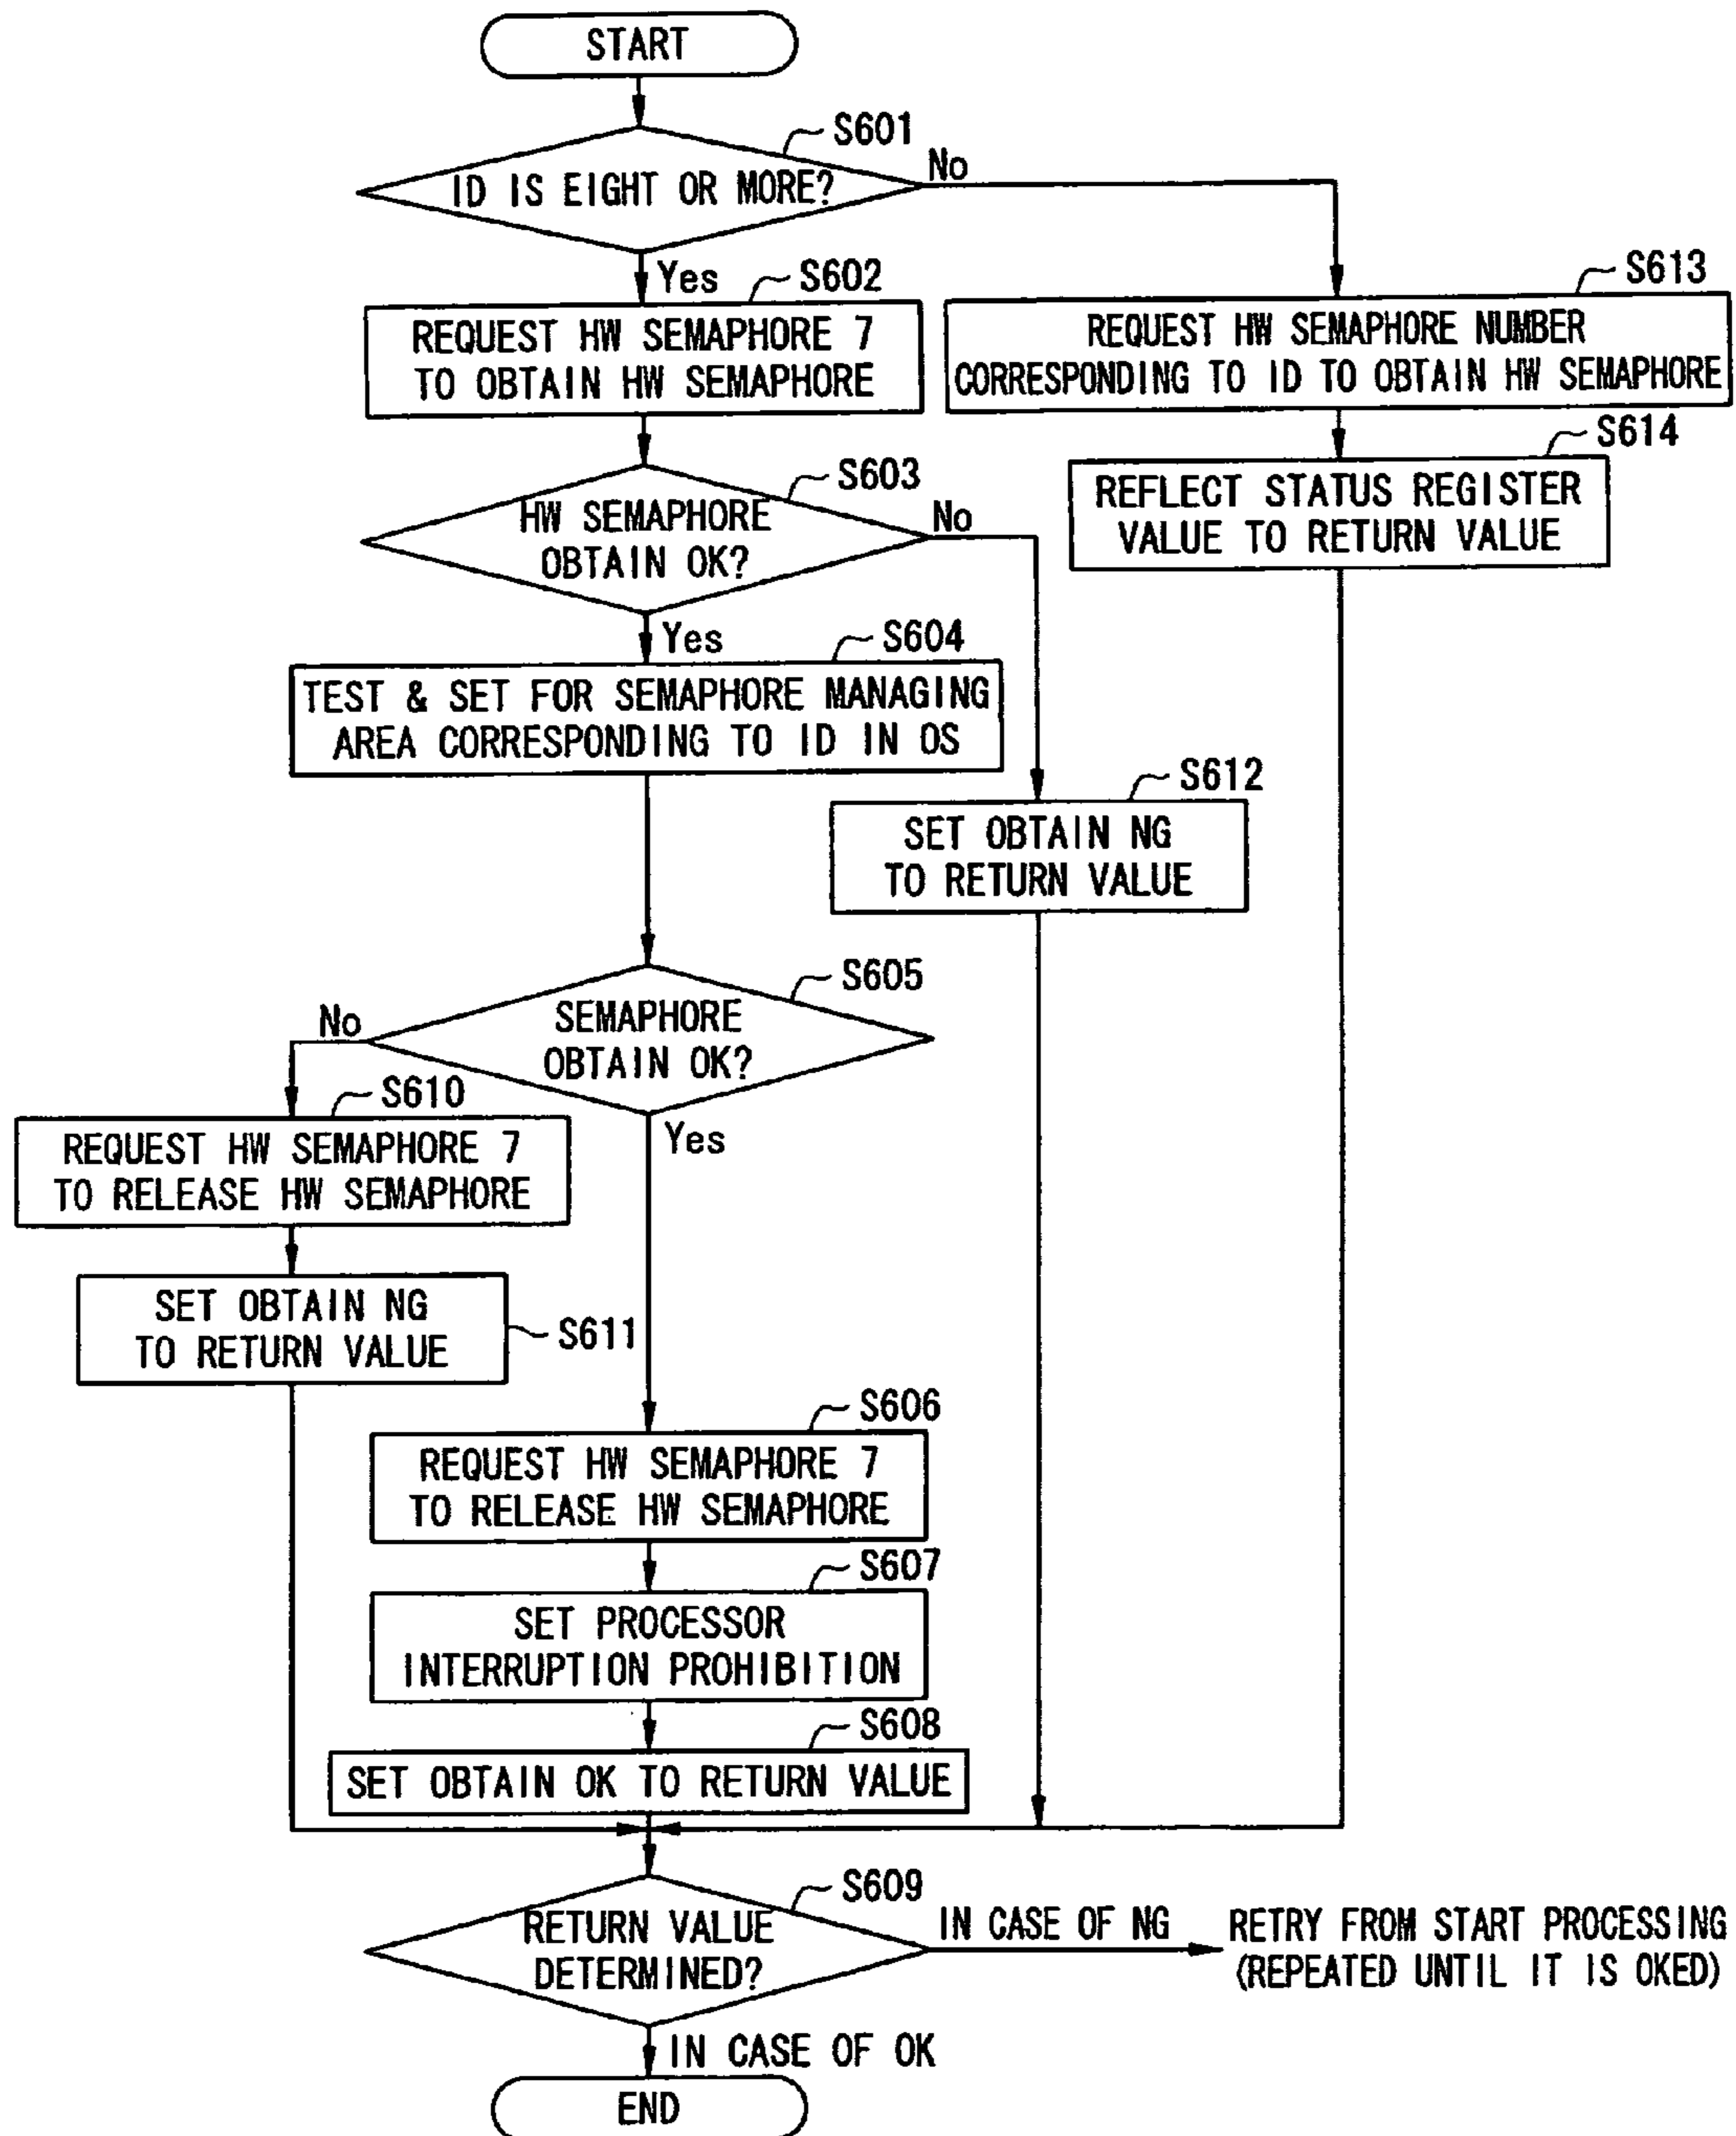 START
S601
ID IS EIGHT OR MORE?
No
Yes
S602
REQUEST HW SEMAPHORE 7
TO OBTAIN HW SEMAPHORE
S613
REQUEST HW SEMAPHORE NUMBER
CORRESPONDING TO ID TO OBTAIN HW SEMAPHORE
S614
REFLECT STATUS REGISTER
VALUE TO RETURN VALUE
S603
HW SEMAPHORE
OBTAIN OK?
No
Yes
S604
TEST & SET FOR SEMAPHORE MANAGING
AREA CORRESPONDING TO ID IN OS
S612
SET OBTAIN NG
TO RETURN VALUE
S605
SEMAPHORE
OBTAIN OK?
No
Yes
S610
REQUEST HW SEMAPHORE 7
TO RELEASE HW SEMAPHORE
SET OBTAIN NG
TO RETURN VALUE
S611
S606
REQUEST HW SEMAPHORE 7
TO RELEASE HW SEMAPHORE
S607
SET PROCESSOR
INTERRUPTION PROHIBITION
S608
SET OBTAIN OK TO RETURN VALUE
S609
RETURN VALUE
DETERMINED?
IN CASE OF NG
RETRY FROM START PROCESSING
(REPEATED UNTIL IT IS OKED)
IN CASE OF OK
END